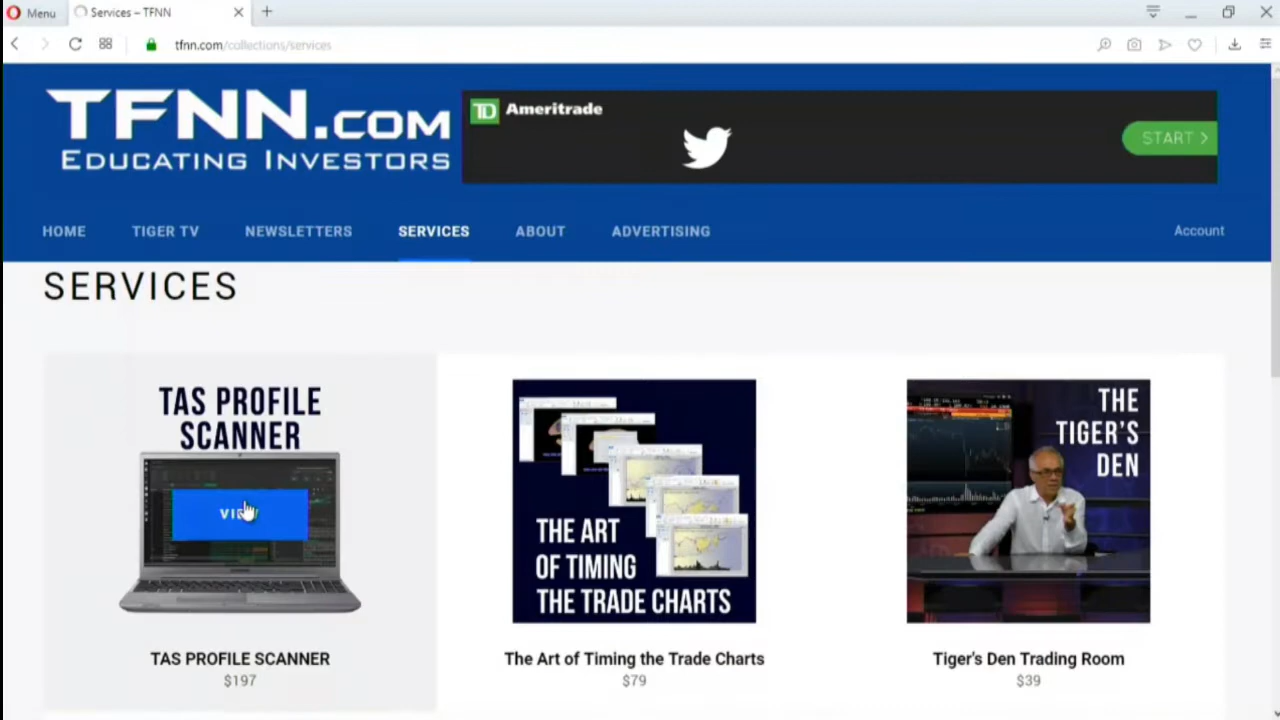 Menu
Services – TFNN
tfnn.com/collections/services
TFNN.COM
EDUCATING INVESTORS
TD Ameritrade
START >
HOME
TIGER TV
NEWSLETTERS
SERVICES
ABOUT
ADVERTISING
Account
SERVICES
TAS PROFILE
SCANNER
TAS PROFILE SCANNER
$197
THE ART
OF TIMING
THE TRADE CHARTS
The Art of Timing the Trade Charts
$79
THE
TIGER'S
DEN
Tiger's Den Trading Room
$39